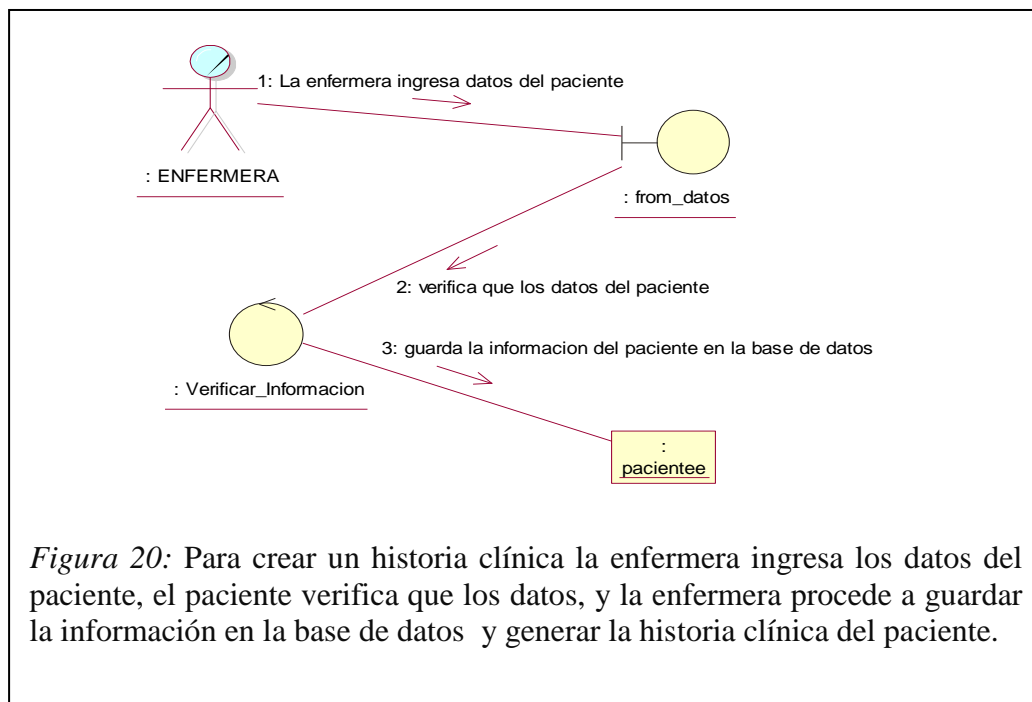 1: La enfermera ingresa datos del paciente
: ENFERMERA
: from_datos
2: verifica que los datos del paciente
3: guarda la informacion del paciente en la base de datos
: Verificar_Informacion
:
pacientee
Figura 20: Para crear un historia clínica la enfermera ingresa los datos del
paciente, el paciente verifica que los datos, y la enfermera procede a guardar
la información en la base de datos y generar la historia clínica del paciente.